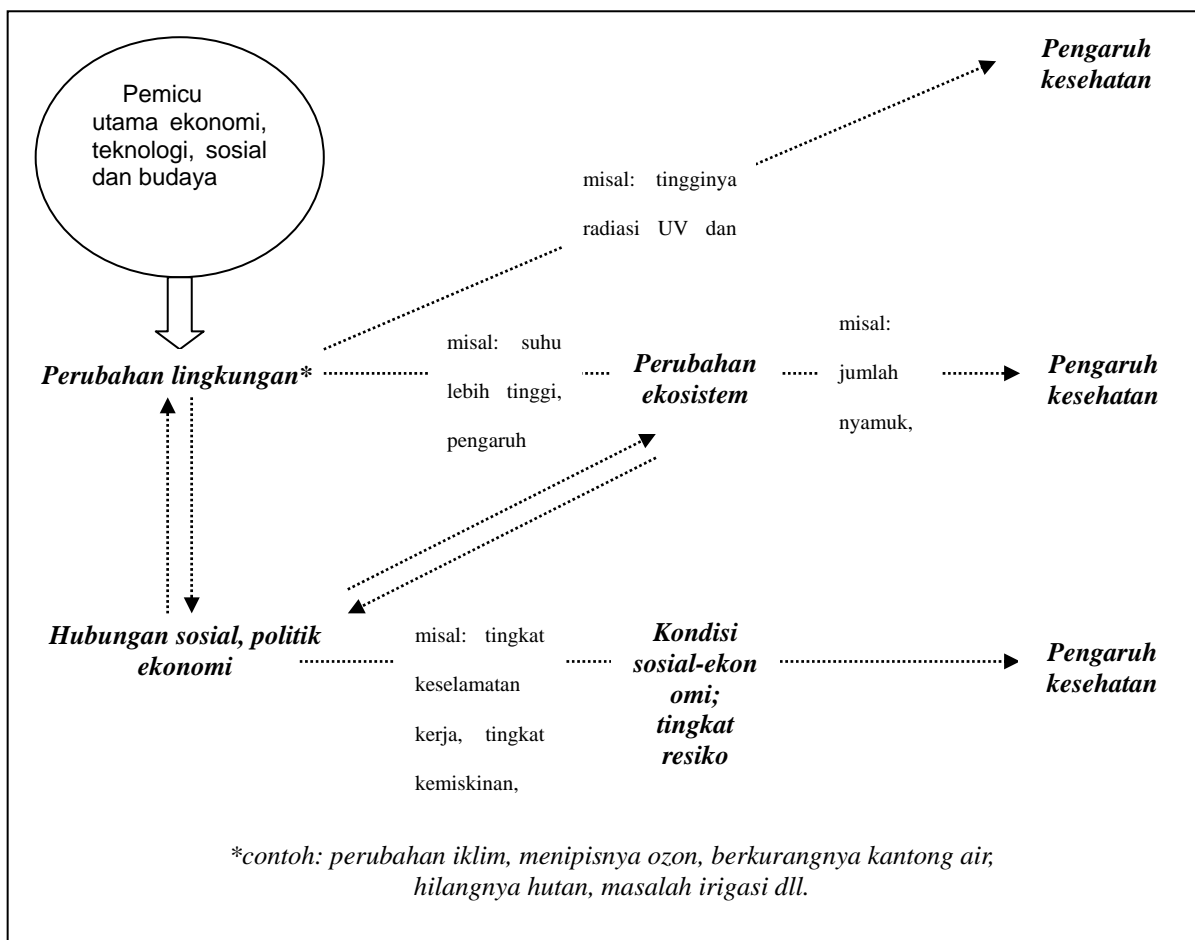 Pemicu
utama ekonomi,
teknologi, sosial
dan budaya
Pengaruh
kesehatan
misal: tingginya
radiasi UV dan
Perubahan lingkungan*
misal: suhu
lebih tinggi,
pengaruh
Perubahan
ekosistem
misal:
jumlah
nyamuk,
Pengaruh
kesehatan
Hubungan sosial, politik
ekonomi
misal: tingkat
keselamatan
kerja, tingkat
kemiskinan,
Kondisi
sosial-ekon
omi;
tingkat
resiko
Pengaruh
kesehatan
*contoh: perubahan iklim, menipisnya ozon, berkurangnya kantong air,
hilangnya hutan, masalah irigasi dll.